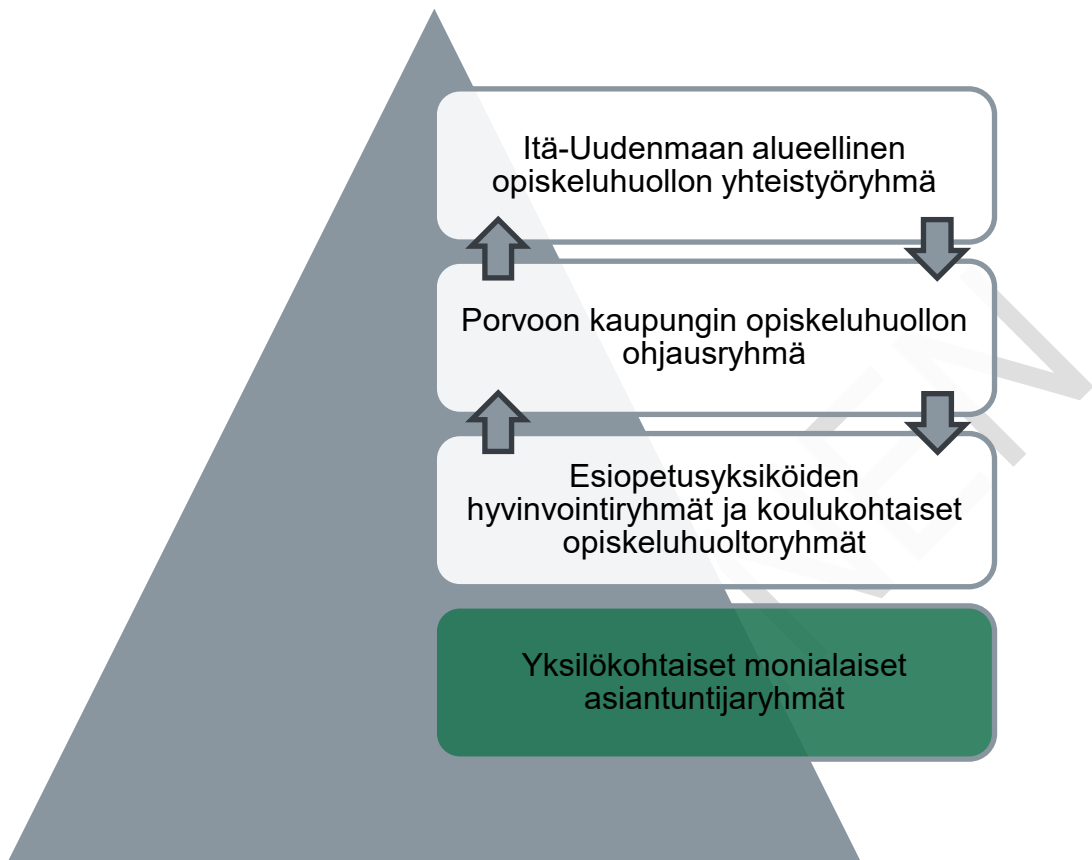 Itä-Uudenmaan alueellinen
opiskeluhuollon yhteistyöryhmä
Porvoon kaupungin opiskeluhuollon
ohjausryhmä
Esiopetusyksiköiden
hyvinvointiryhmät ja koulukohtaiset
opiskeluhuoltoryhmät
Yksilökohtaiset monialaiset
asiantuntijaryhmät